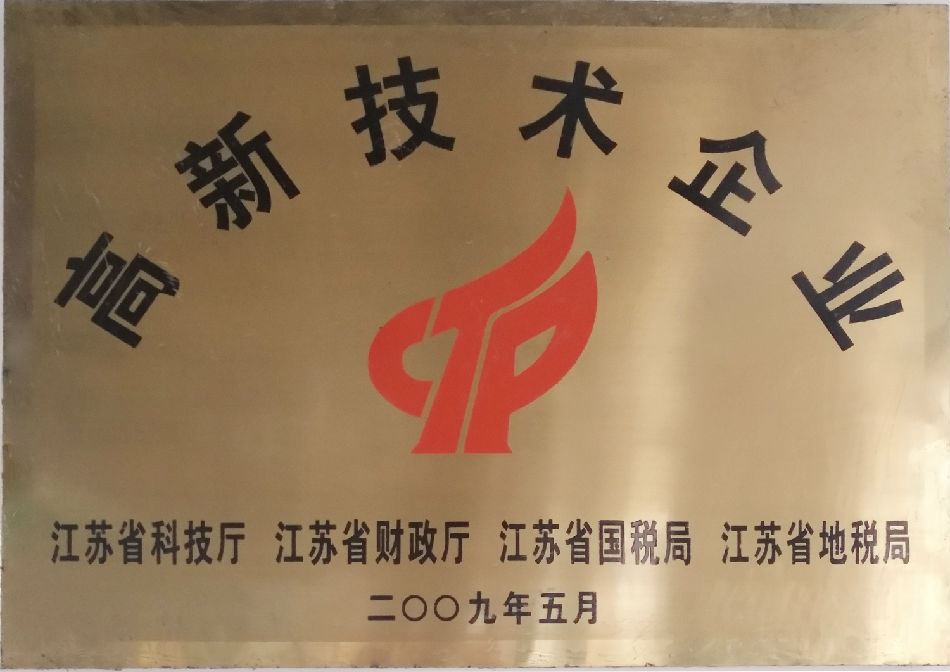 高新技术企业
CTP
江苏省科技厅 江苏省财政厅 江苏省国税局 江苏省地税局
二〇〇九年五月